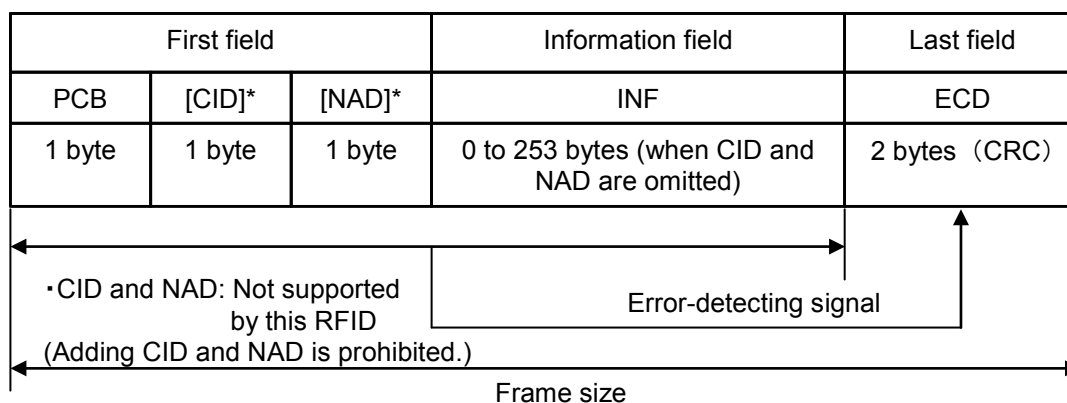 First field Information field Last field
PCB [CID]* [NAD]* INF ECD
1 byte 1 byte 1 byte 0 to 253 bytes (when CID and NAD are omitted) 2 bytes （CRC）
・CID and NAD: Not supported
by this RFID
(Adding CID and NAD is prohibited.)
Error-detecting signal
Frame size